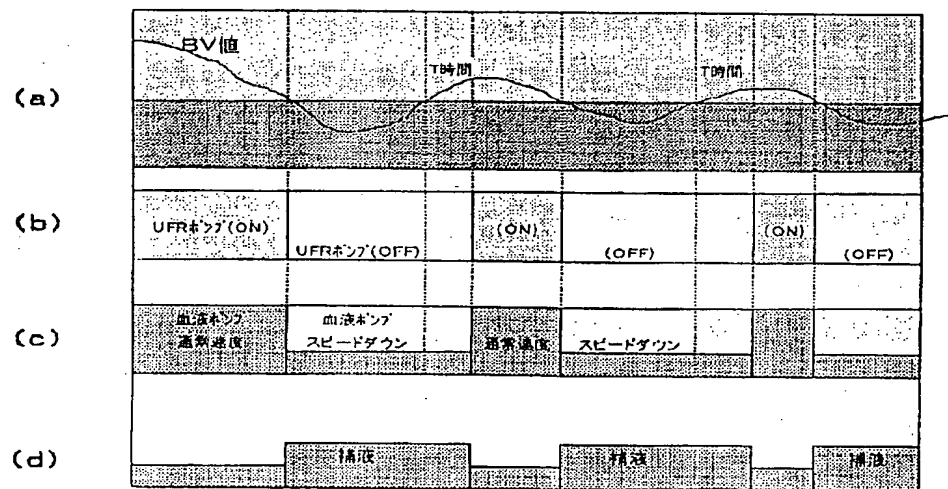 (a)
BV値
T時間
T時間
(b)
UFRポンプ(ON)
UFRポンプ(OFF)
(ON)
(OFF)
(ON)
(OFF)
(c)
血液ポンプ
通常速度
血液ポンプ
スピードダウン
通常速度
スピードダウン
(d)
補液
補液
補液